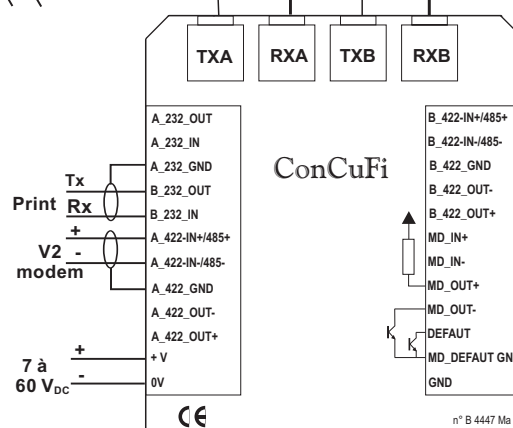 TXA RXA TXB RXB
ConCuFi
A_232_OUT
A_232_IN
A_232_GND
B_232_OUT
B_232_IN
A_422-IN+/485+
A_422-IN-/485-
A_422_GND
A_422_OUT-
A_422_OUT+
+ V
0V
Print
Tx
Rx
+
-
V2
modem
+
-
7 à
60 VDC
B_422-IN+/485+
B_422-IN-/485-
B_422_GND
B_422_OUT-
B_422_OUT+
MD_IN+
MD_IN-
MD_OUT+
MD_OUT-
DEFAUT
MD_DEFAUT GN
GND
CE
n° B 4447 Ma